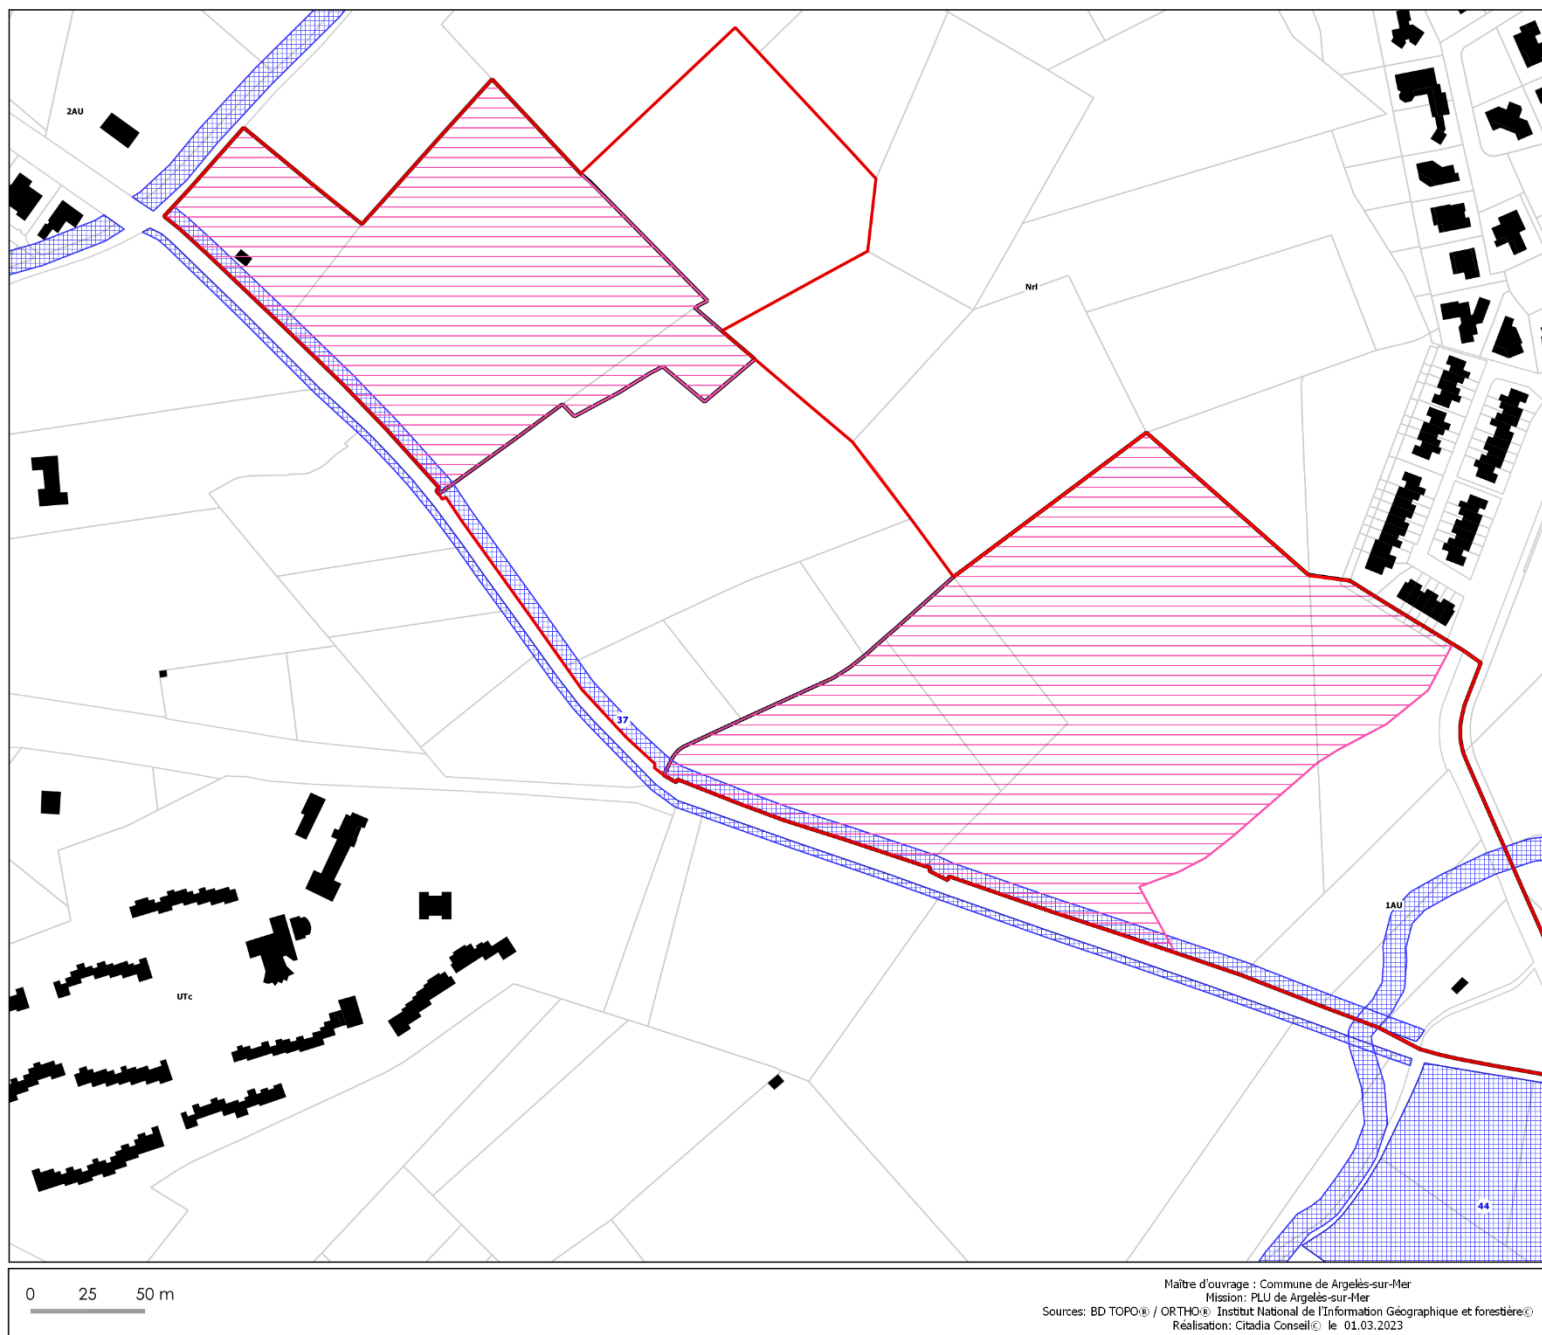 2AU
Nrl
37
1AU
UTc
44
0 25 50 m
Maître d'ouvrage : Commune de Argelès-sur-Mer
Mission: PLU de Argelès-sur-Mer
Sources: BD TOPO® / ORTHO® Institut National de l'Information Géographique et forestière©
Réalisation: Citadia Conseil© le 01.03.2023